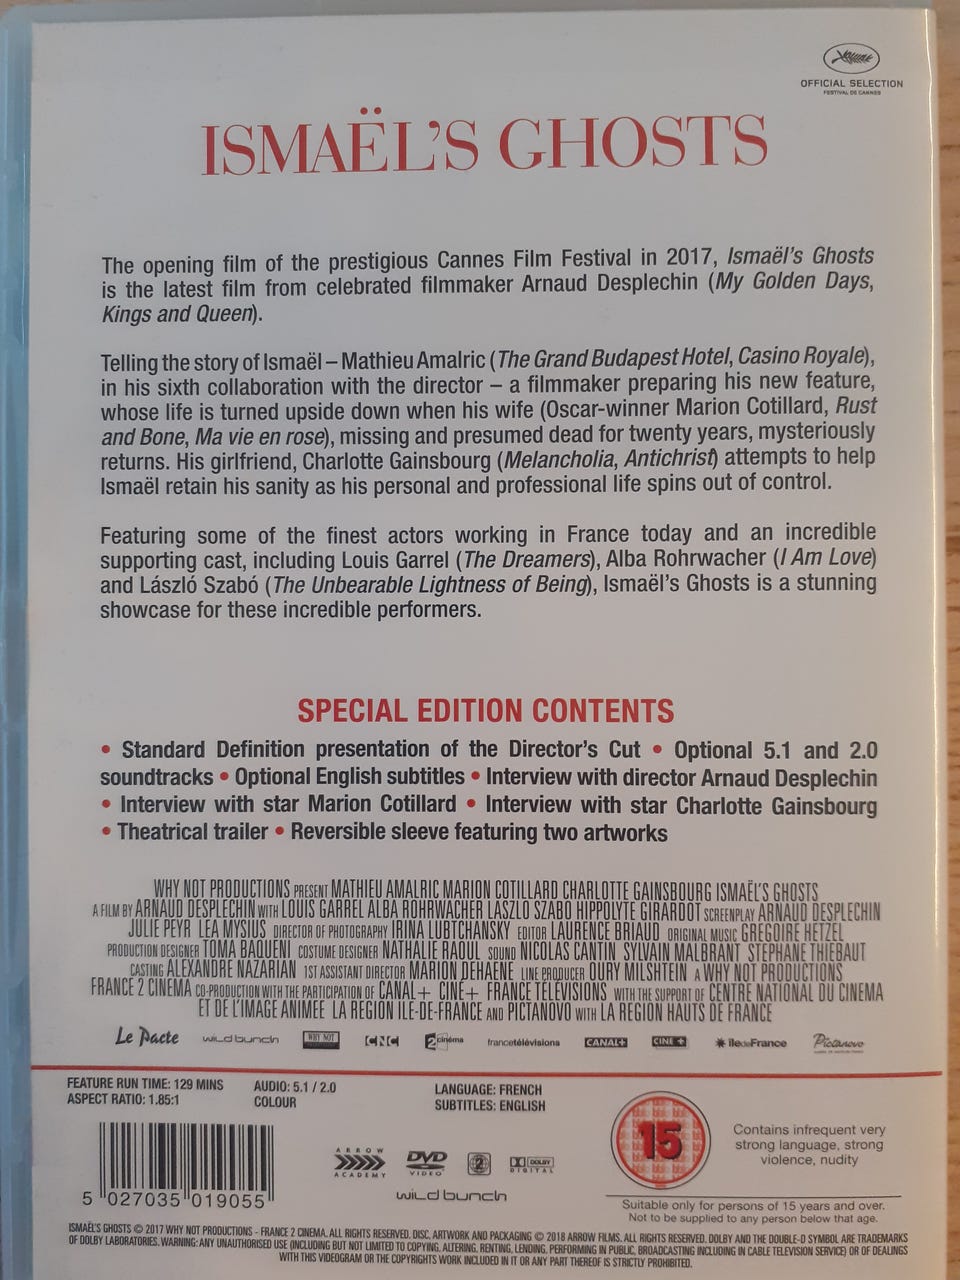 OFFICIAL SELECTION
FESTIVAL DE CANNES
ISMAËL'S GHOSTS
The opening film of the prestigious Cannes Film Festival in 2017, Ismaël's Ghosts
is the latest film from celebrated filmmaker Arnaud Desplechin (My Golden Days,
Kings and Queen).
Telling the story of Ismaël – Mathieu Amalric (The Grand Budapest Hotel, Casino Royale),
in his sixth collaboration with the director – a filmmaker preparing his new feature,
whose life is turned upside down when his wife (Oscar-winner Marion Cotillard, Rust
and Bone, Ma vie en rose), missing and presumed dead for twenty years, mysteriously
returns. His girlfriend, Charlotte Gainsbourg (Melancholia, Antichrist) attempts to help
Ismaël retain his sanity as his personal and professional life spins out of control.
Featuring some of the finest actors working in France today and an incredible
supporting cast, including Louis Garrel (The Dreamers), Alba Rohrwacher (I Am Love)
and László Szabó (The Unbearable Lightness of Being), Ismaël's Ghosts is a stunning
showcase for these incredible performers.
SPECIAL EDITION CONTENTS
• Standard Definition presentation of the Director's Cut • Optional 5.1 and 2.0
soundtracks • Optional English subtitles • Interview with director Arnaud Desplechin
• Interview with star Marion Cotillard • Interview with star Charlotte Gainsbourg
• Theatrical trailer • Reversible sleeve featuring two artworks
WHY NOT PRODUCTIONS PRESENT MATHIEU AMALRIC MARION COTILLARD CHARLOTTE GAINSBOURG ISMAËL'S GHOSTS
A FILM BY ARNAUD DESPLECHIN WITH LOUIS GARREL ALBA ROHRWACHER LASZLO SZABO HIPPOLYTE GIRARDOT SCREENPLAY ARNAUD DESPLECHIN
JULIE PEYR LEA MYSIUS DIRECTOR OF PHOTOGRAPHY IRINA LUBTCHANSKY EDITOR LAURENCE BRIAUD ORIGINAL MUSIC GREGOIRE HETZEL
PRODUCTION DESIGNER TOMA BAQUENI COSTUME DESIGNER NATHALIE RAOUL SOUND NICOLAS CANTIN SYLVAIN MALBRANT STEPHANE THIEBAUT
CASTING ALEXANDRE NAZARIAN 1ST ASSISTANT DIRECTOR MARION DEHAENE LINE PRODUCER OURY MILSHTEIN A WHY NOT PRODUCTIONS
FRANCE 2 CINEMA CO-PRODUCTION WITH THE PARTICIPATION OF CANAL+ CINE+ FRANCE TELEVISIONS WITH THE SUPPORT OF CENTRE NATIONAL DU CINEMA
ET DE L'IMAGE ANIMEE LA REGION ILE-DE-FRANCE AND PICTANOVO WITH LA REGION HAUTS DE FRANCE
Le Pacte wild bunch WHY NOT CNC 2 cinéma francetélévisions CANAL+ CINE+ îledeFrance Pictanovo
FEATURE RUN TIME: 129 MINS AUDIO: 5.1 / 2.0 LANGUAGE: FRENCH
ASPECT RATIO: 1.85:1 COLOUR SUBTITLES: ENGLISH
15
Contains infrequent very
strong language, strong
violence, nudity
ARROW
ACADEMY
DVD
VIDEO
2
DOLBY
DIGITAL
wild bunch
5 027035 019055
Suitable only for persons of 15 years and over.
Not to be supplied to any person below that age.
ISMAËL'S GHOSTS © 2017 WHY NOT PRODUCTIONS - FRANCE 2 CINEMA. ALL RIGHTS RESERVED. DISC, ARTWORK AND PACKAGING © 2018 ARROW FILMS. ALL RIGHTS RESERVED. DOLBY AND THE DOUBLE-D SYMBOL ARE TRADEMARKS
OF DOLBY LABORATORIES. WARNING: ANY UNAUTHORISED USE (INCLUDING BUT NOT LIMITED TO COPYING, ALTERING, RENTING, LENDING, PERFORMING IN PUBLIC, BROADCASTING INCLUDING IN CABLE TELEVISION SERVICE) OR OF DEALINGS
WITH THIS VIDEOGRAM OR THE COPYRIGHTS WORK INCLUDED IN IT OR ANY PART THEREOF IS STRICTLY PROHIBITED.